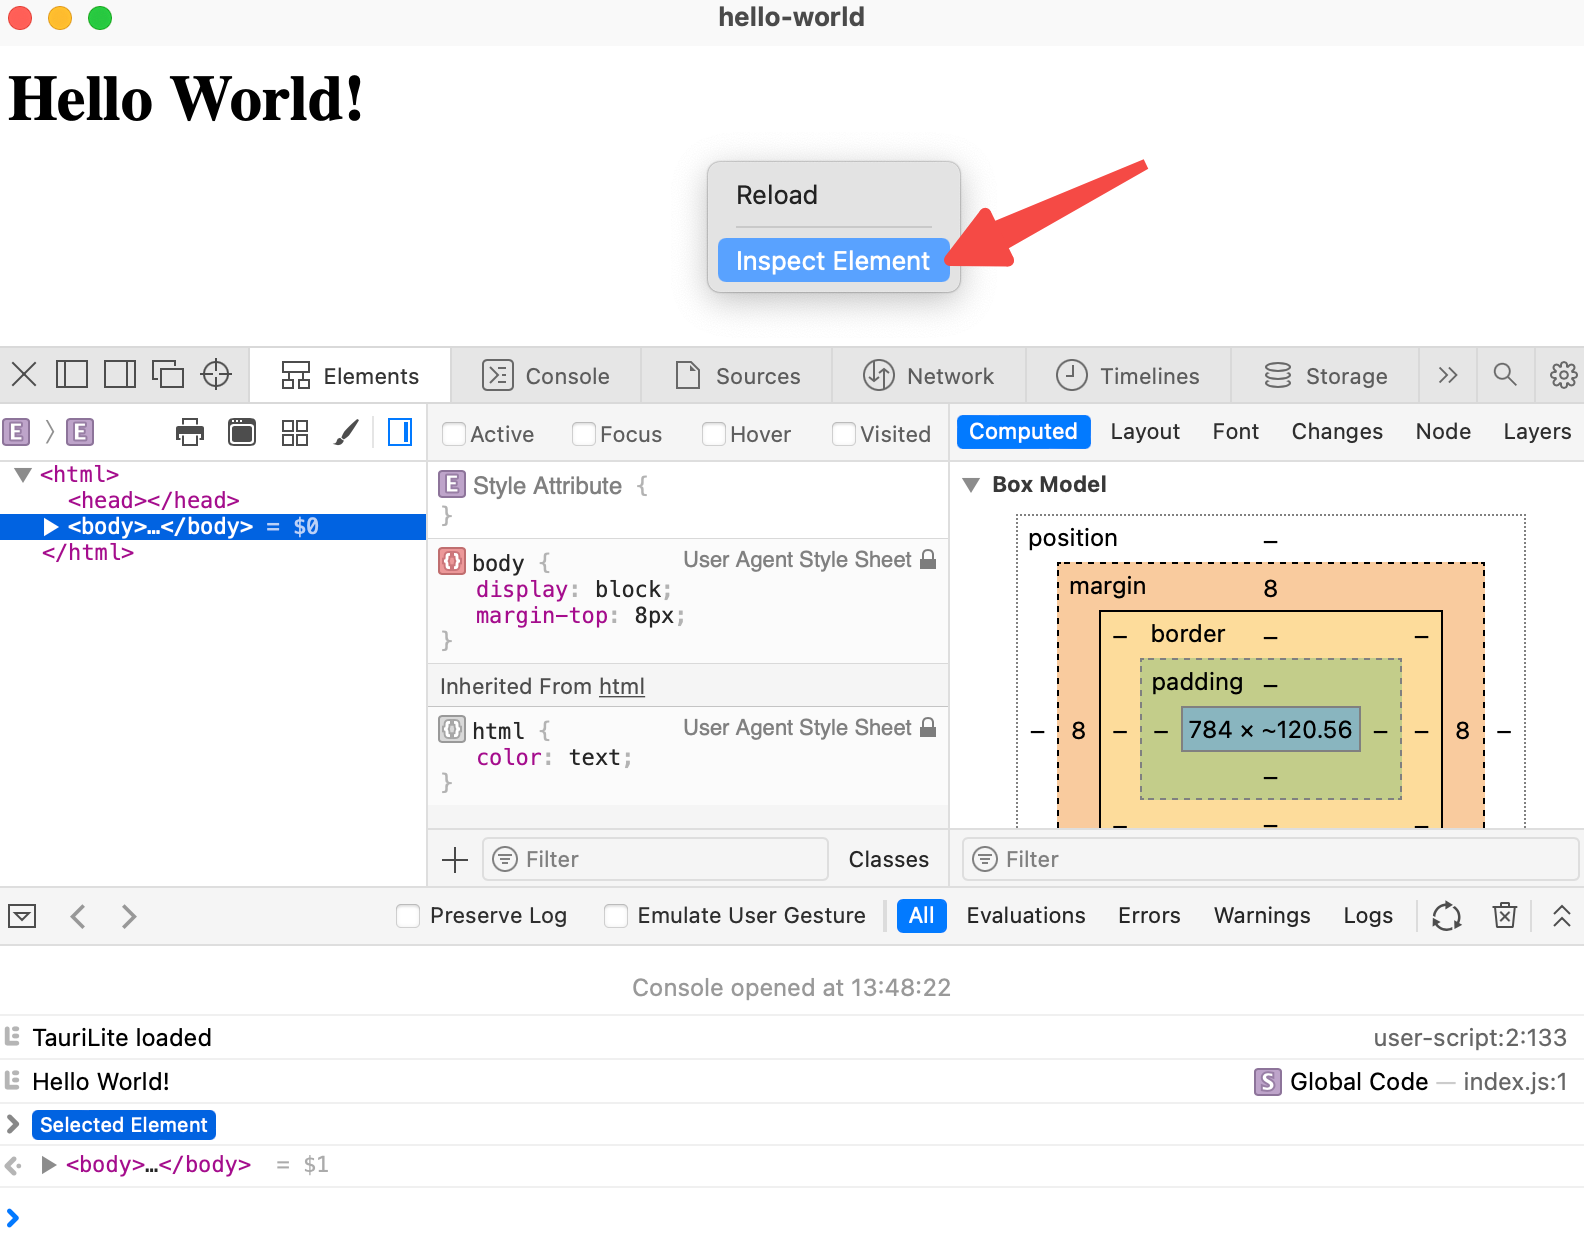 hello-world
Hello World!
Reload
Inspect Element
Elements
Console
Sources
Network
Timelines
Storage
E 〉 E
Active
Focus
Hover
Visited
Computed
Layout
Font
Changes
Node
Layers
<html>
<head></head>
<body>…</body> = $0
</html>
E Style Attribute {
}
body {
User Agent Style Sheet
display: block;
margin-top: 8px;
}
Inherited From html
html {
User Agent Style Sheet
color: text;
}
Filter
Classes
Box Model
position –
margin 8
– border – –
padding –
– 8 – – 784 × ~120.56 – – 8 –
–
– – –
Filter
Preserve Log
Emulate User Gesture
All
Evaluations
Errors
Warnings
Logs
Console opened at 13:48:22
TauriLite loaded
user-script:2:133
Hello World!
S Global Code — index.js:1
Selected Element
<body>…</body> = $1